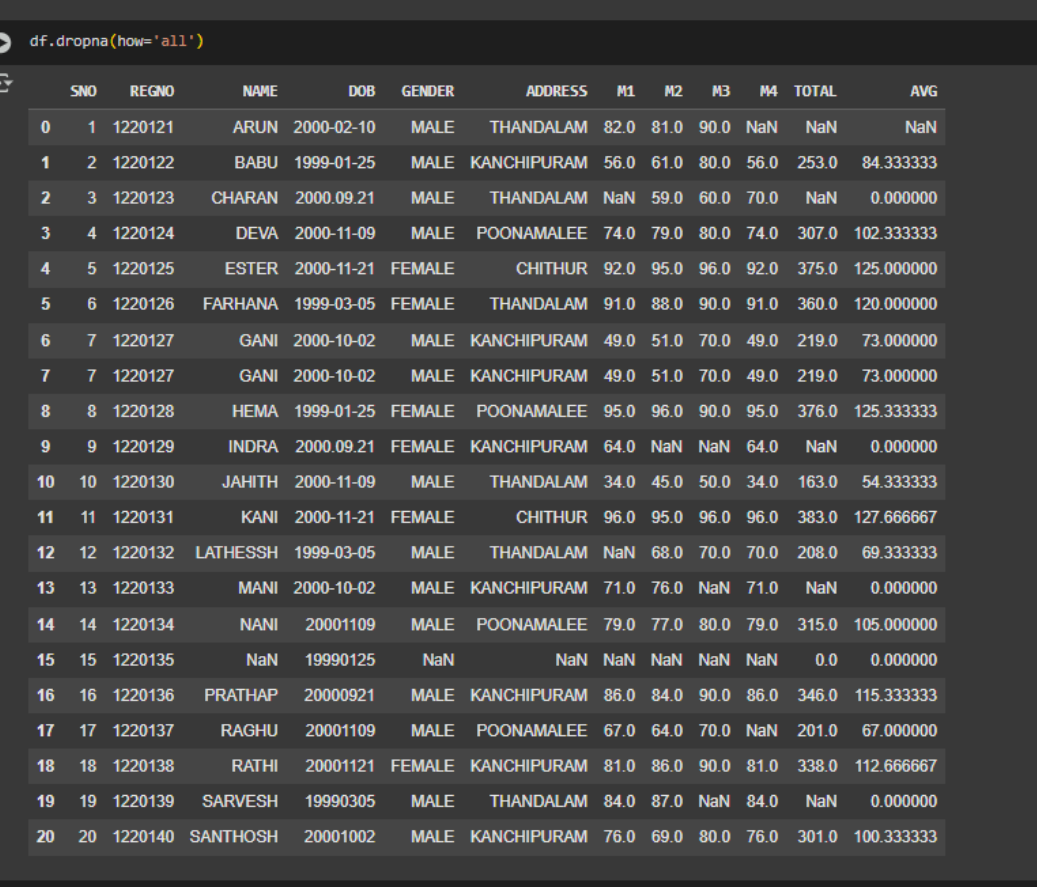 df.dropna(how='all')
SNO REGNO NAME DOB GENDER ADDRESS M1 M2 M3 M4 TOTAL AVG
0 1 1220121 ARUN 2000-02-10 MALE THANDALAM 82.0 81.0 90.0 NaN NaN NaN
1 2 1220122 BABU 1999-01-25 MALE KANCHIPURAM 56.0 61.0 80.0 56.0 253.0 84.333333
2 3 1220123 CHARAN 2000.09.21 MALE THANDALAM NaN 59.0 60.0 70.0 NaN 0.000000
3 4 1220124 DEVA 2000-11-09 MALE POONAMALEE 74.0 79.0 80.0 74.0 307.0 102.333333
4 5 1220125 ESTER 2000-11-21 FEMALE CHITHUR 92.0 95.0 96.0 92.0 375.0 125.000000
5 6 1220126 FARHANA 1999-03-05 FEMALE THANDALAM 91.0 88.0 90.0 91.0 360.0 120.000000
6 7 1220127 GANI 2000-10-02 MALE KANCHIPURAM 49.0 51.0 70.0 49.0 219.0 73.000000
7 7 1220127 GANI 2000-10-02 MALE KANCHIPURAM 49.0 51.0 70.0 49.0 219.0 73.000000
8 8 1220128 HEMA 1999-01-25 FEMALE POONAMALEE 95.0 96.0 90.0 95.0 376.0 125.333333
9 9 1220129 INDRA 2000.09.21 FEMALE KANCHIPURAM 64.0 NaN NaN 64.0 NaN 0.000000
10 10 1220130 JAHITH 2000-11-09 MALE THANDALAM 34.0 45.0 50.0 34.0 163.0 54.333333
11 11 1220131 KANI 2000-11-21 FEMALE CHITHUR 96.0 95.0 96.0 96.0 383.0 127.666667
12 12 1220132 LATHESSH 1999-03-05 MALE THANDALAM NaN 68.0 70.0 70.0 208.0 69.333333
13 13 1220133 MANI 2000-10-02 MALE KANCHIPURAM 71.0 76.0 NaN 71.0 NaN 0.000000
14 14 1220134 NANI 20001109 MALE POONAMALEE 79.0 77.0 80.0 79.0 315.0 105.000000
15 15 1220135 NaN 19990125 NaN NaN NaN NaN NaN NaN 0.0 0.000000
16 16 1220136 PRATHAP 20000921 MALE KANCHIPURAM 86.0 84.0 90.0 86.0 346.0 115.333333
17 17 1220137 RAGHU 20001109 MALE POONAMALEE 67.0 64.0 70.0 NaN 201.0 67.000000
18 18 1220138 RATHI 20001121 FEMALE KANCHIPURAM 81.0 86.0 90.0 81.0 338.0 112.666667
19 19 1220139 SARVESH 19990305 MALE THANDALAM 84.0 87.0 NaN 84.0 NaN 0.000000
20 20 1220140 SANTHOSH 20001002 MALE KANCHIPURAM 76.0 69.0 80.0 76.0 301.0 100.333333